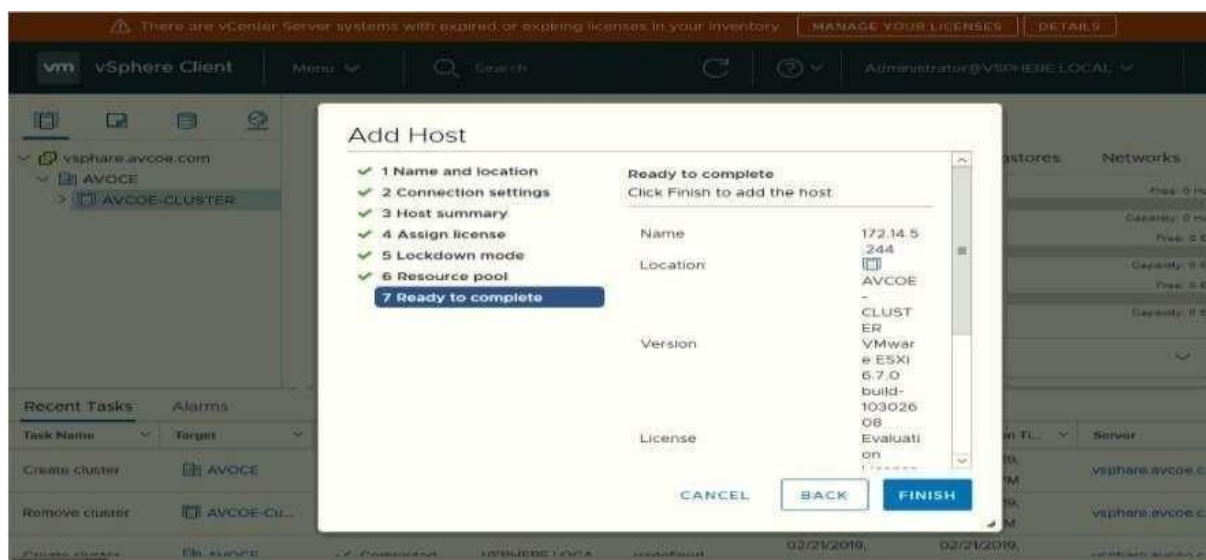 There are vCenter Server systems with expired or expiring licenses in your inventory MANAGE YOUR LICENSES DETAILS
vm vSphere Client Menu Search Administrator@VSPHERE.LOCAL
vsphare.avcoe.com
AVOCE
AVCOE-CLUSTER
Add Host
1 Name and location
2 Connection settings
3 Host summary
4 Assign license
5 Lockdown mode
6 Resource pool
7 Ready to complete
Ready to complete
Click Finish to add the host
Name 172.14.5
.244
Location
AVCOE
-
CLUST
ER
Version VMwar
e ESXi
6.7.0
build-
103026
08
License Evaluati
on
CANCEL BACK FINISH
astores Networks
Recent Tasks Alarms
Task Name Target Server
Create cluster AVOCE vsphare.avcoe.c
Remove cluster AVCOE-Cu... vsphare.avcoe.c
02/21/2019, 02/21/2019,